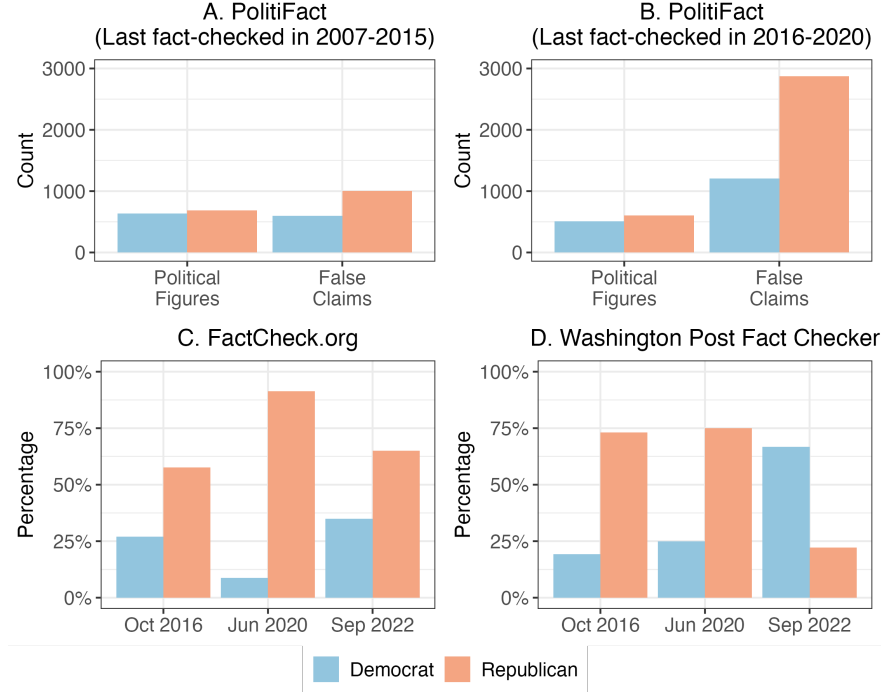 A. PolitiFact
(Last fact-checked in 2007-2015)
3000
2000
1000
0
Count
Political
Figures
False
Claims
B. PolitiFact
(Last fact-checked in 2016-2020)
3000
2000
1000
0
Count
Political
Figures
False
Claims
C. FactCheck.org
100%
75%
50%
25%
0%
Percentage
Oct 2016
Jun 2020
Sep 2022
D. Washington Post Fact Checker
100%
75%
50%
25%
0%
Percentage
Oct 2016
Jun 2020
Sep 2022
Democrat
Republican